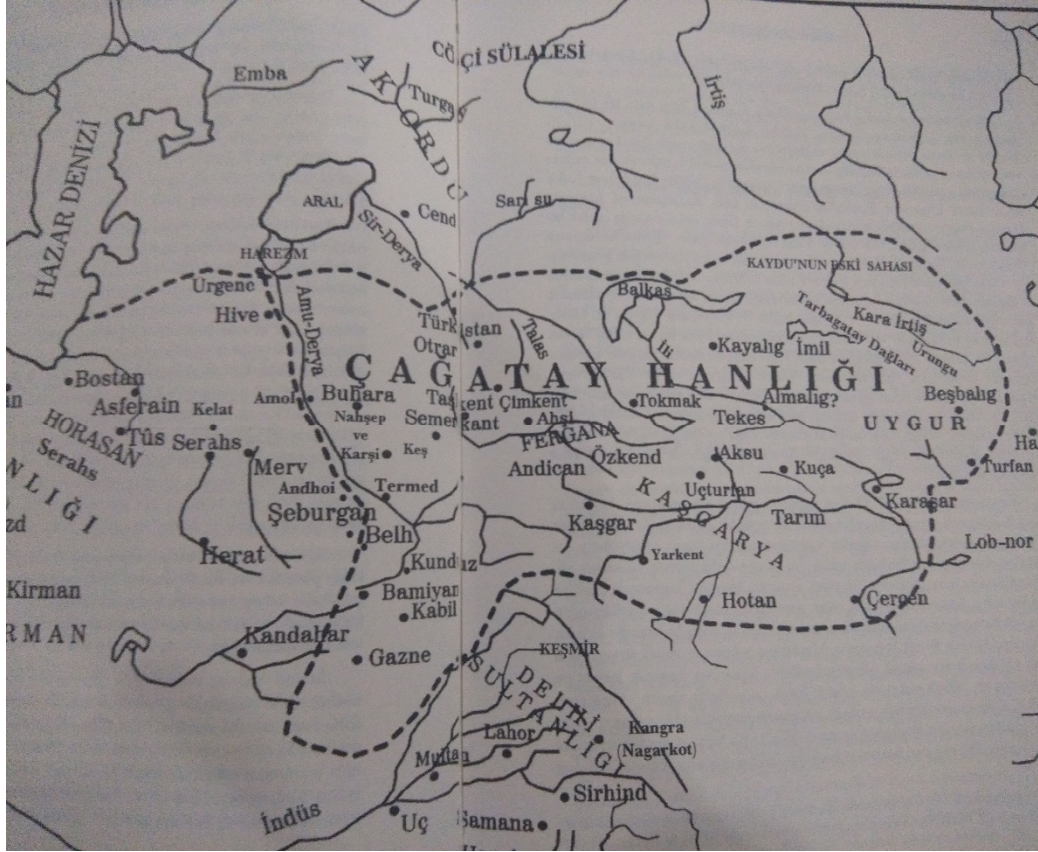 CÖÇİ SÜLALESİ
Emba
AK ORDU
Turgay
İrtiş
HAZAR DENİZİ
ARAL
Cend
Sarı su
Sir-Derya
HAREZM
KAYDU'NUN ESKİ SAHASI
Urgenc
Amu-Derya
Balkaş
Hive
Türkistan
Tarbagatay Dağları
Kara İrtiş
Otrar
Talas
İli
Kayalıg
İmil
Urungu
ÇAĞATAY HANLIĞI
Bostan
Asferain
Kelat
Amol
Buhara
Taşkent
Çimkent
Tokmak
Almalıg?
Beşbalıg
Nahşep
ve
Karşi
Keş
Semerkant
Ahsi
FERGANA
Tekes
UYGUR
HORASAN
Tûs
Serahs
Serahs
Merv
Andican
Özkend
Aksu
Kuça
Turfan
Ha
NLIĞI
Andhoi
Termed
Uçturfan
KAŞGARYA
Karaşar
Şeburgan
Kaşgar
Tarım
zd
Belh
Herat
Kunduz
Yarkent
Lob-nor
Kirman
Bamiyan
Hotan
Çerçen
Kabil
RMAN
Kandahar
Gazne
KEŞMİR
DELHİ
SULTANLIĞI
Lahor
Kangra
(Nagarkot)
Multan
Sirhind
İndüs
Uç
Samana